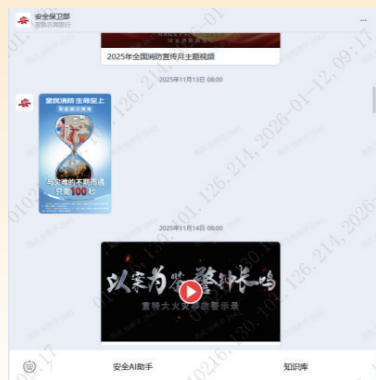 安全保卫部
2025年全国消防宣传月主题视频
2025年11月13日 08:00
全民消防 生命至上
与灾难的不期而遇
只需100秒
2025年11月14日 08:00
以案为鉴 警钟长鸣
重特大火灾事故警示录
安全AI助手
知识库